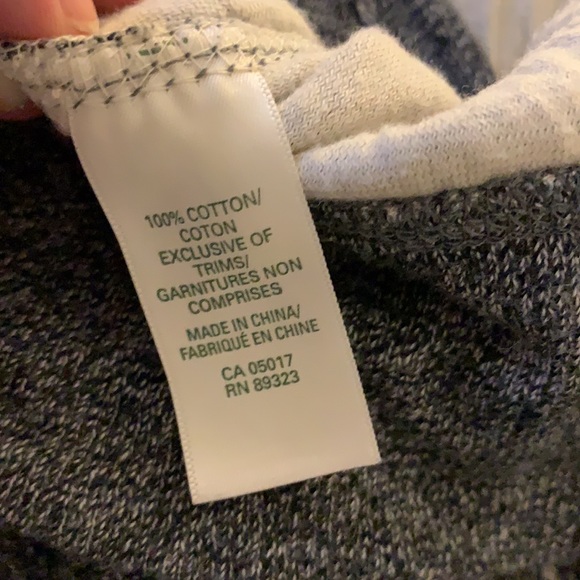 100% COTTON/
COTON
EXCLUSIVE OF
TRIMS/
GARNITURES NON
COMPRISES
MADE IN CHINA/
FABRIQUÉ EN CHINE
CA 05017
RN 89323